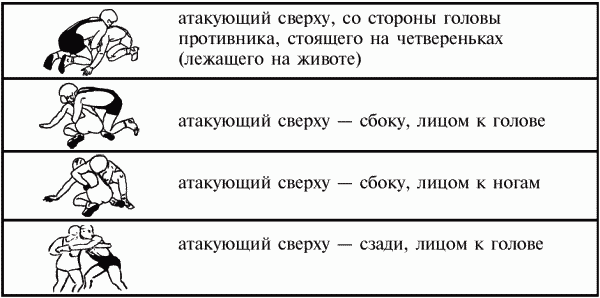 атакующий сверху, со стороны головы
противника, стоящего на четвереньках
(лежащего на животе)
атакующий сверху — сбоку, лицом к голове
атакующий сверху — сбоку, лицом к ногам
атакующий сверху — сзади, лицом к голове